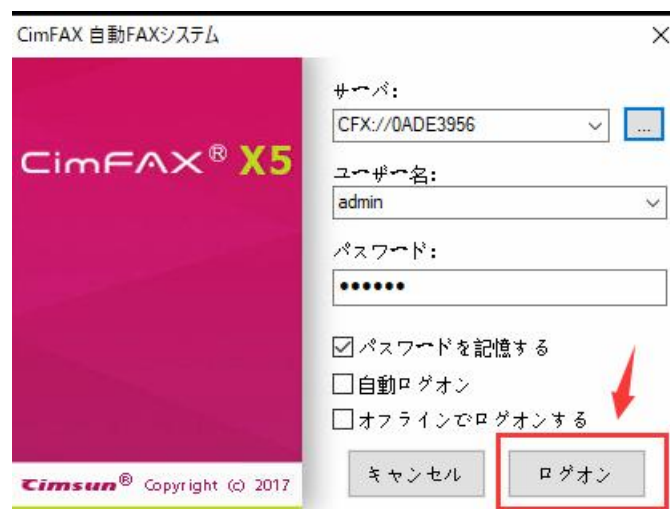 CimFAX 自動FAXシステム
サーバ:
CFX://0ADE3956
...
CimFAX® X5
ユーザー名:
admin
パスワード:
●●●●●●
パスワードを記憶する
自動ログオン
オフラインでログオンする
キャンセル
ログオン
Cimsun® Copyright (c) 2017